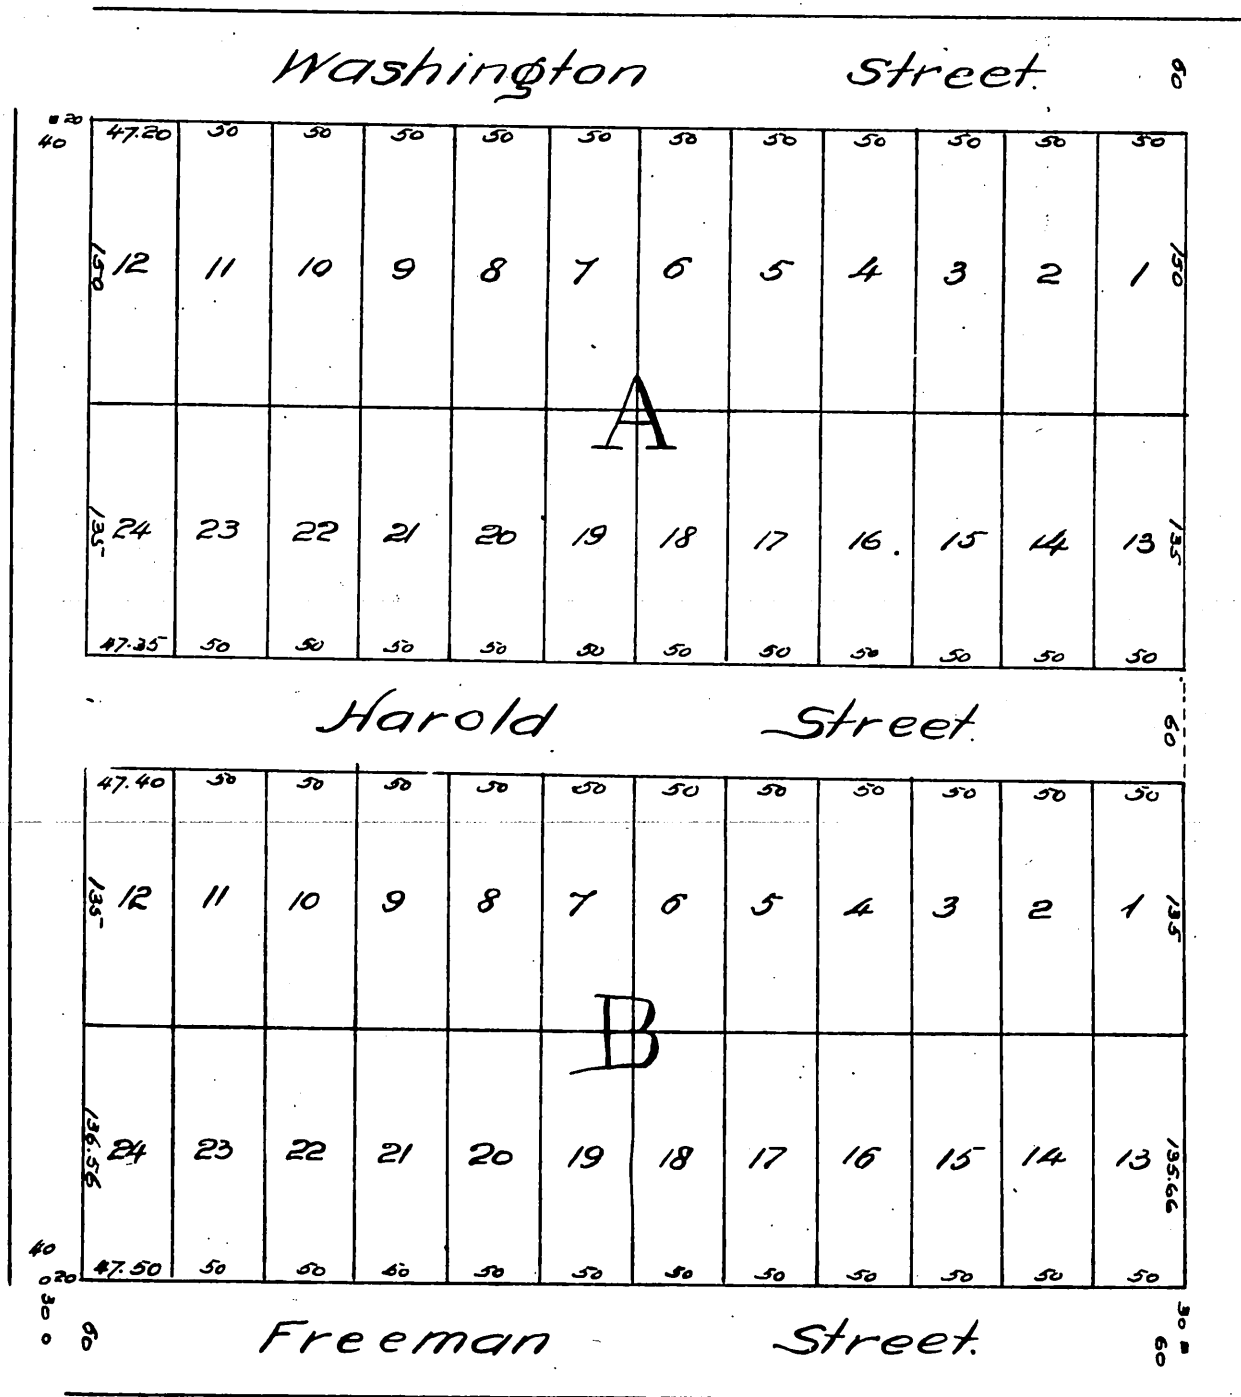 Washington Street. 60
20
40 47.20 50 50 50 50 50 50 50 50 50 50 50
150 12 11 10 9 8 7 6 5 4 3 2 1 150
A
135 24 23 22 21 20 19 18 17 16. 15 14 13 135
47.35 50 50 50 50 50 50 50 50 50 50 50
Harold Street. 60
47.40 50 50 50 50 50 50 50 50 50 50 50
135 12 11 10 9 8 7 6 5 4 3 2 1 135
B
136.56 24 23 22 21 20 19 18 17 16 15 14 13 135.66
40
20 47.50 50 50 50 50 50 50 50 50 50 50 50
30 60 Freeman Street. 30 60